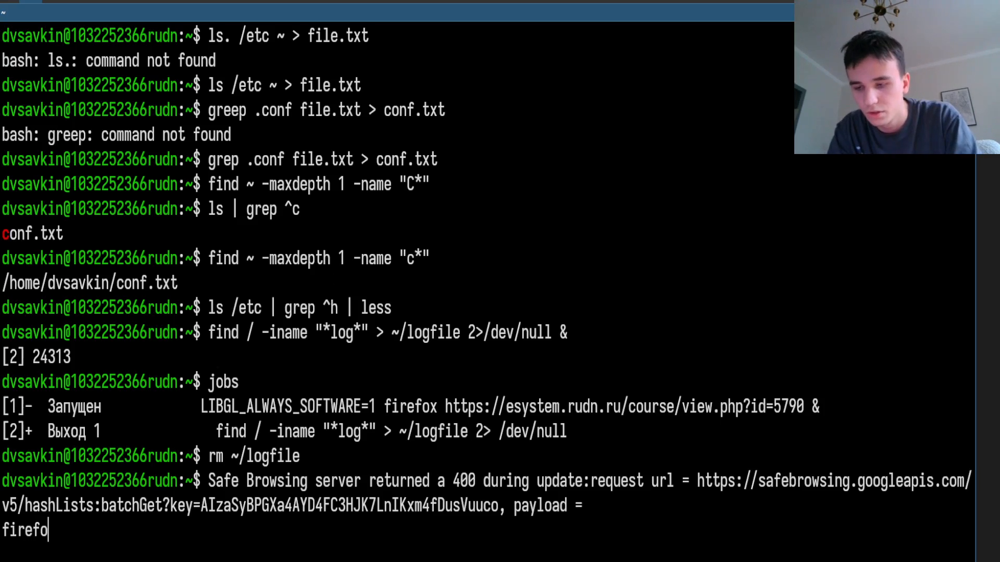 ~
dvsavkin@1032252366rudn:~$ ls. /etc ~ > file.txt
bash: ls.: command not found
dvsavkin@1032252366rudn:~$ ls /etc ~ > file.txt
dvsavkin@1032252366rudn:~$ greep .conf file.txt > conf.txt
bash: greep: command not found
dvsavkin@1032252366rudn:~$ grep .conf file.txt > conf.txt
dvsavkin@1032252366rudn:~$ find ~ -maxdepth 1 -name "C*"
dvsavkin@1032252366rudn:~$ ls | grep ^c
conf.txt
dvsavkin@1032252366rudn:~$ find ~ -maxdepth 1 -name "c*"
/home/dvsavkin/conf.txt
dvsavkin@1032252366rudn:~$ ls /etc | grep ^h | less
dvsavkin@1032252366rudn:~$ find / -iname "*log*" > ~/logfile 2>/dev/null &
[2] 24313
dvsavkin@1032252366rudn:~$ jobs
[1]-  Запущен             LIBGL_ALWAYS_SOFTWARE=1 firefox https://esystem.rudn.ru/course/view.php?id=5790 &
[2]+  Выход 1               find / -iname "*log*" > ~/logfile 2> /dev/null
dvsavkin@1032252366rudn:~$ rm ~/logfile
dvsavkin@1032252366rudn:~$ Safe Browsing server returned a 400 during update:request url = https://safebrowsing.googleapis.com/
v5/hashLists:batchGet?key=AIzaSyBPGXa4AYD4FC3HJK7LnIKxm4fDusVuuco, payload =
firefo